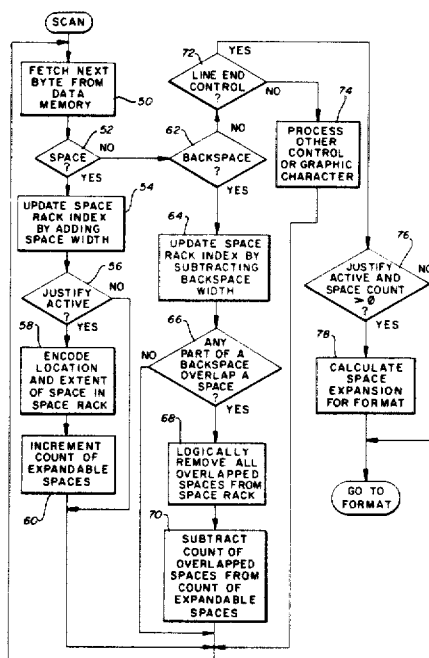 SCAN
FETCH NEXT
BYTE FROM
DATA
MEMORY
50
52
SPACE
?
NO
YES
54
UPDATE SPACE
RACK INDEX
BY ADDING
SPACE WIDTH
56
JUSTIFY
ACTIVE
?
NO
YES
58
ENCODE
LOCATION
AND EXTENT
OF SPACE IN
SPACE RACK
INCREMENT
COUNT OF
EXPANDABLE
SPACES
60
62
BACKSPACE
?
NO
YES
64
UPDATE SPACE
RACK INDEX BY
SUBTRACTING
BACKSPACE
WIDTH
66
ANY
PART OF A
BACKSPACE
OVERLAP A
SPACE
?
NO
YES
68
LOGICALLY
REMOVE ALL
OVERLAPPED
SPACES FROM
SPACE RACK
70
SUBTRACT
COUNT OF
OVERLAPPED
SPACES FROM
COUNT OF
EXPANDABLE
SPACES
72
LINE END
CONTROL
?
YES
NO
74
PROCESS
OTHER
CONTROL
OR GRAPHIC
CHARACTER
76
JUSTIFY
ACTIVE AND
SPACE COUNT
> 0
?
NO
YES
78
CALCULATE
SPACE
EXPANSION
FOR FORMAT
GO TO
FORMAT